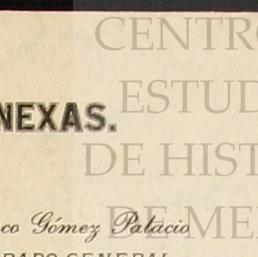 CENTRO
ESTUD
NEXAS.
DE HIST
co Gómez Palacio
DE ME